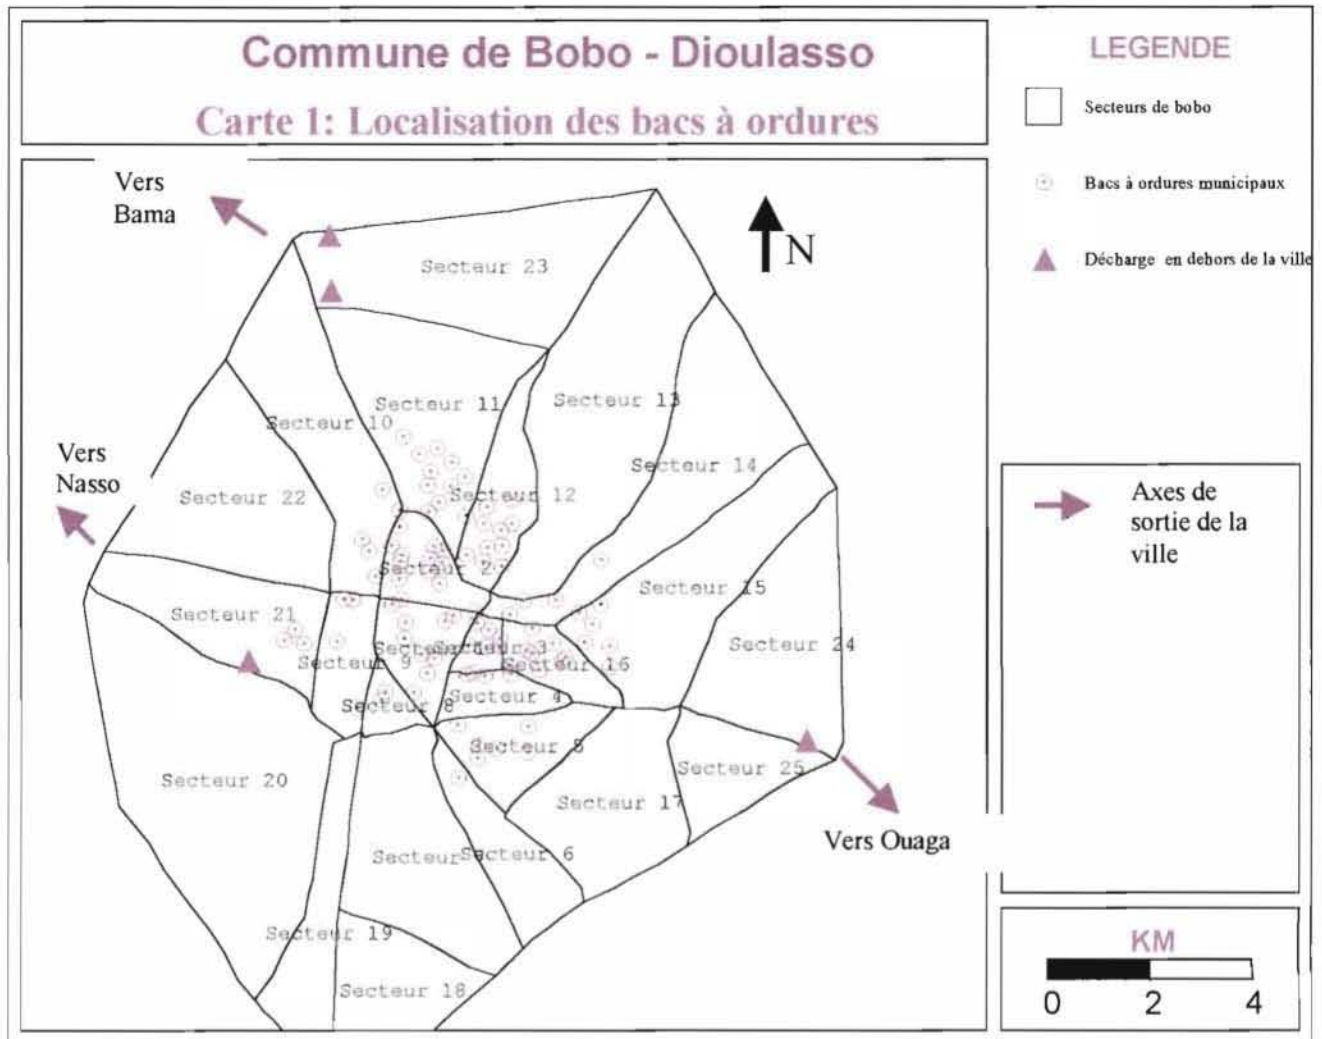 Commune de Bobo - Dioulasso
Carte 1: Localisation des bacs à ordures
LEGENDE
Secteurs de bobo
Bacs à ordures municipaux
Décharge en dehors de la ville
Vers
Bama
N
Secteur 23
Secteur 11
Secteur 13
Secteur 10
Vers
Nasso
Secteur 14
Secteur 22
Secteur 12
Axes de
sortie de la
ville
Secteur 2
Secteur 15
Secteur 21
Secteur 24
Secteur 9
Secteur 16
Secteur 8
Secteur 4
Secteur 5
Secteur 20
Secteur 25
Secteur 17
Vers Ouaga
Secteur
Secteur 6
Secteur 19
Secteur 18
KM
0 2 4